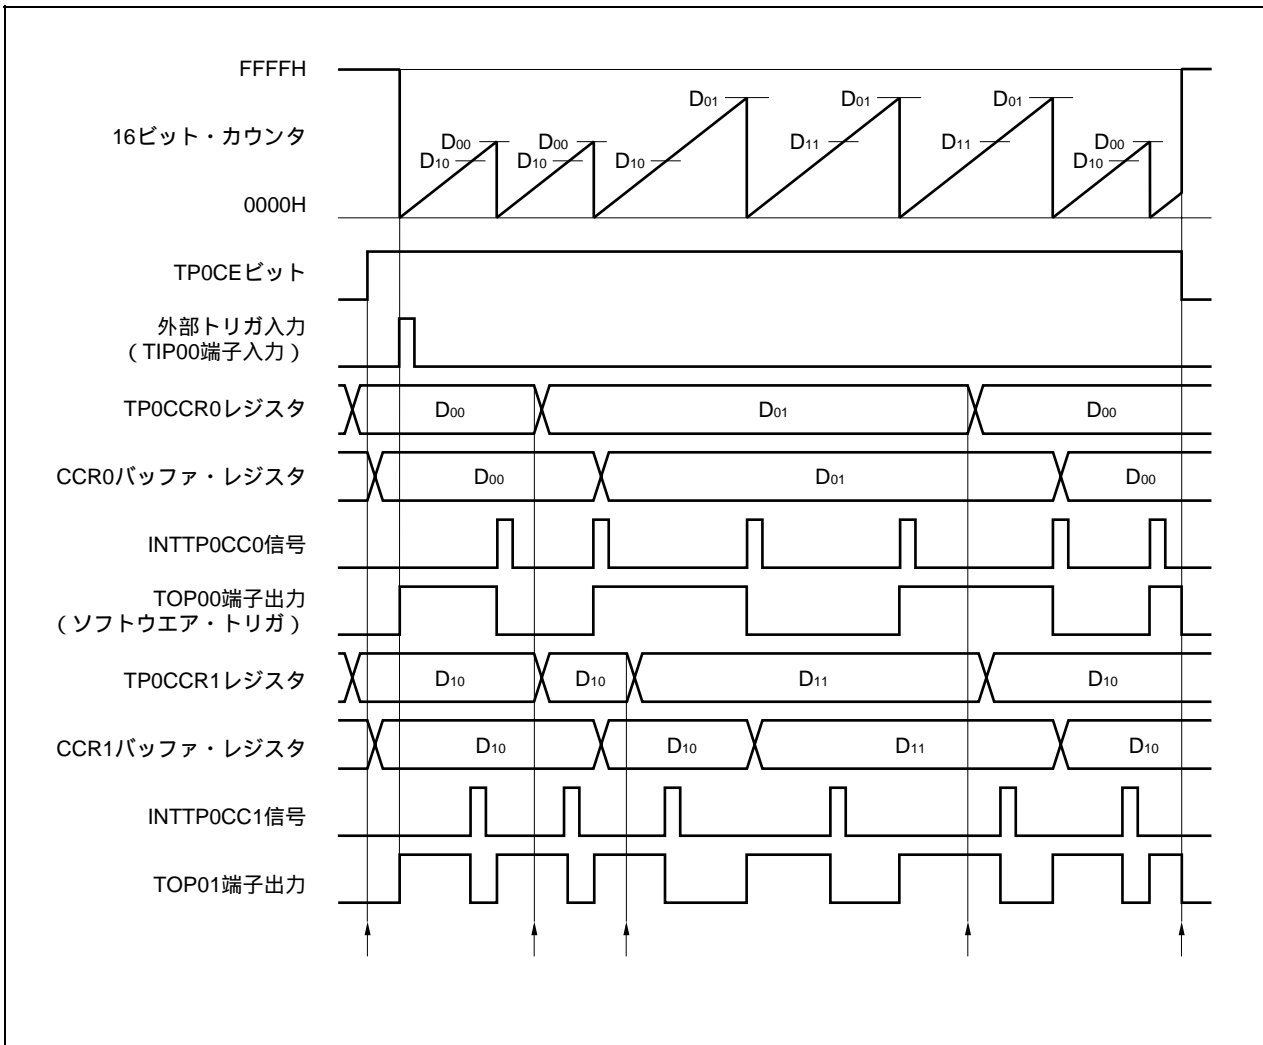 FFFFH
16ビット・カウンタ
0000H
D01 D01 D01
D00 D00 D11 D11 D00
D10 D10 D10 D10
TP0CEビット
外部トリガ入力
(TIP00端子入力)
TP0CCR0レジスタ
D00 D01 D00
CCR0バッファ・レジスタ
D00 D01 D00
INTTP0CC0信号
TOP00端子出力
(ソフトウエア・トリガ)
TP0CCR1レジスタ
D10 D10 D11 D10
CCR1バッファ・レジスタ
D10 D10 D11 D10
INTTP0CC1信号
TOP01端子出力